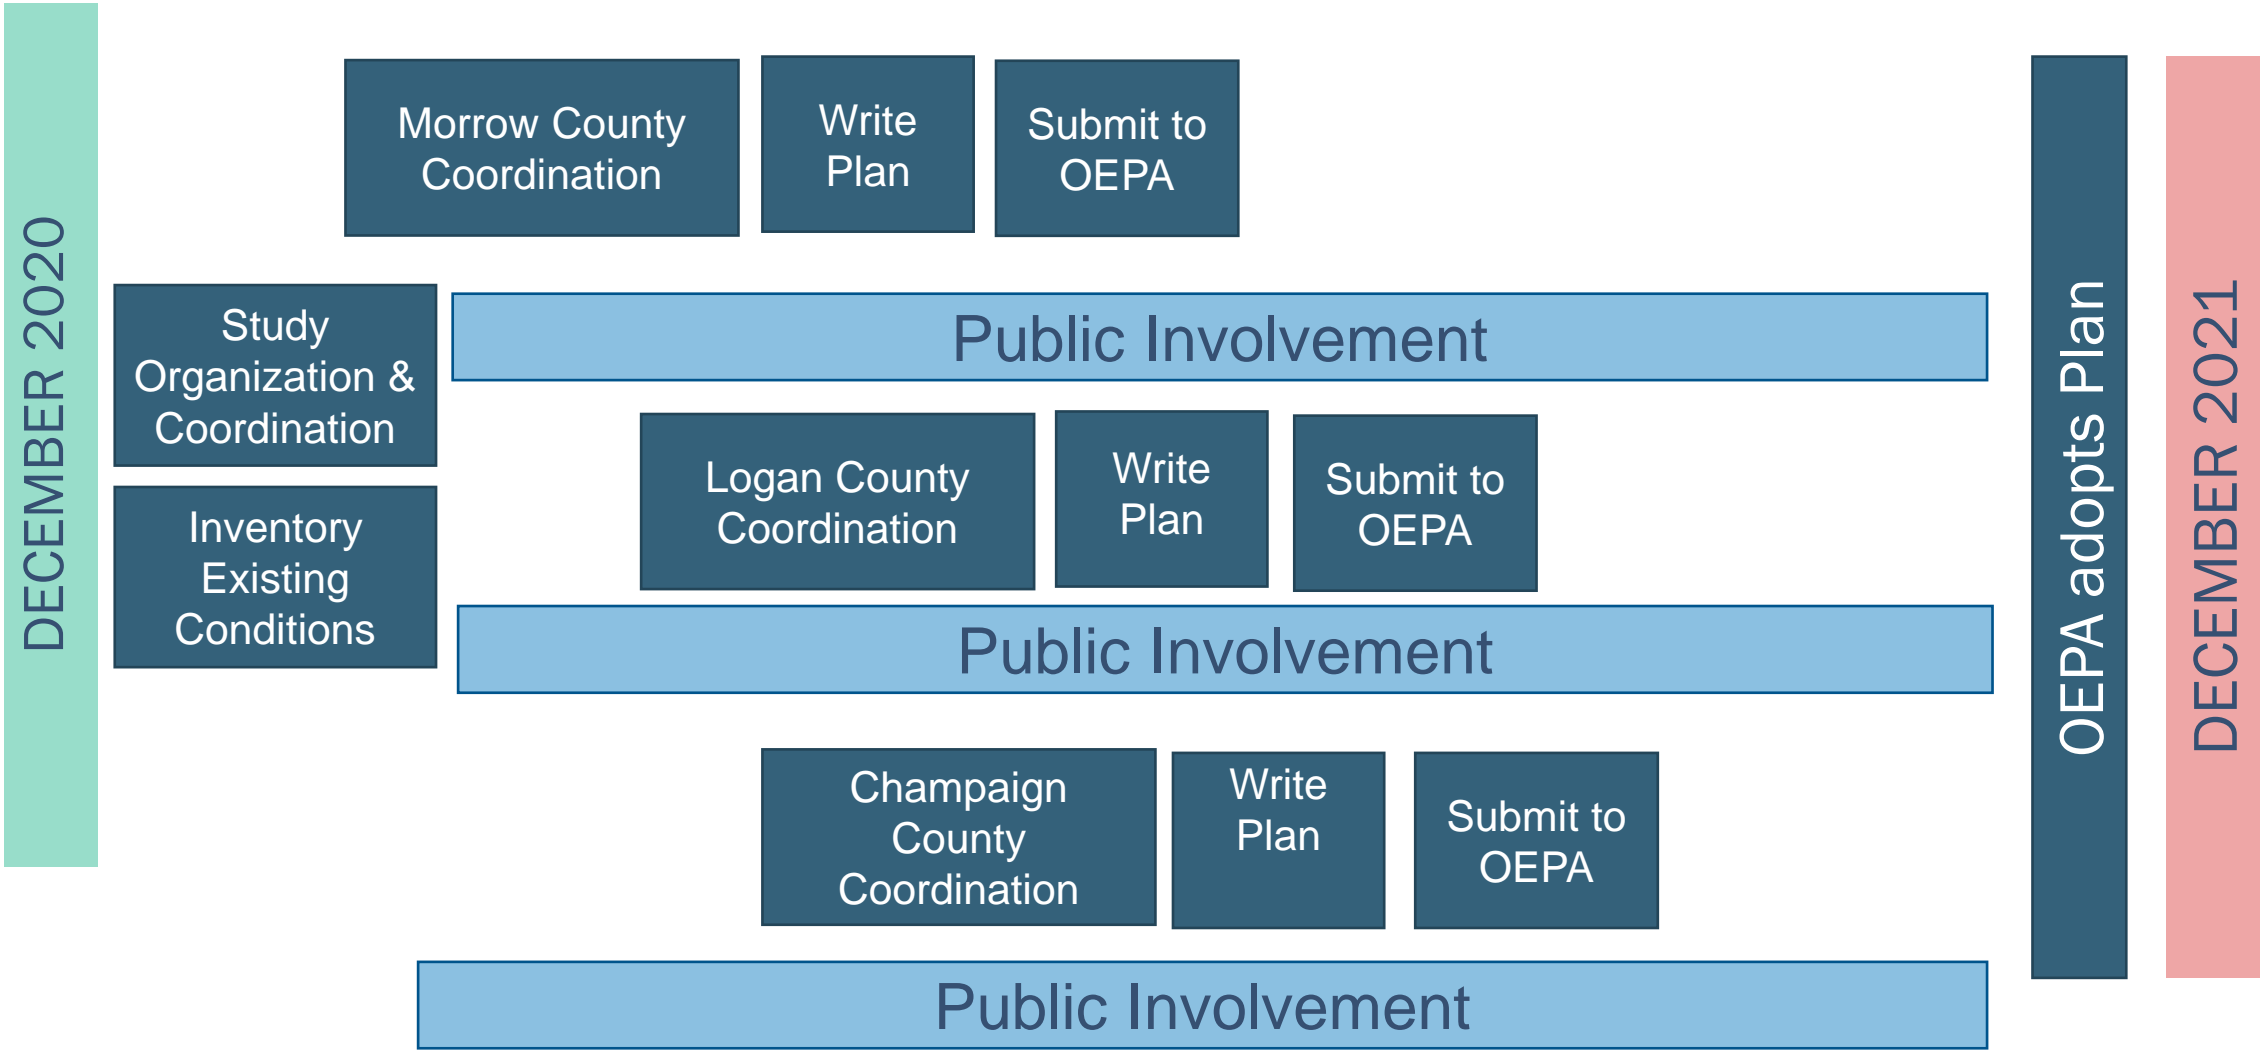 DECEMBER 2020
Morrow County
Coordination
Write
Plan
Submit to
OEPA
Study
Organization &
Coordination
Inventory
Existing
Conditions
Public Involvement
Logan County
Coordination
Write
Plan
Submit to
OEPA
Public Involvement
Champaign
County
Coordination
Write
Plan
Submit to
OEPA
Public Involvement
OEPA adopts Plan
DECEMBER 2021